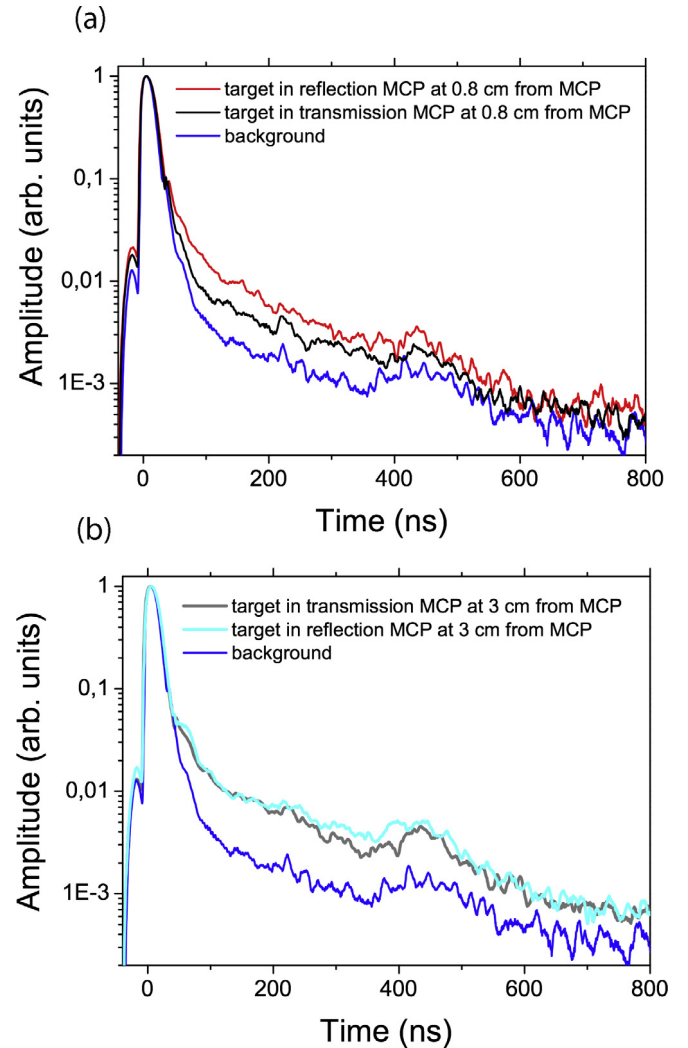 (a)
target in reflection MCP at 0.8 cm from MCP
target in transmission MCP at 0.8 cm from MCP
background
Amplitude (arb. units)
1
0,1
0,01
1E-3
0 200 400 600 800
Time (ns)
(b)
target in transmission MCP at 3 cm from MCP
target in reflection MCP at 3 cm from MCP
background
Amplitude (arb. units)
1
0,1
0,01
1E-3
0 200 400 600 800
Time (ns)